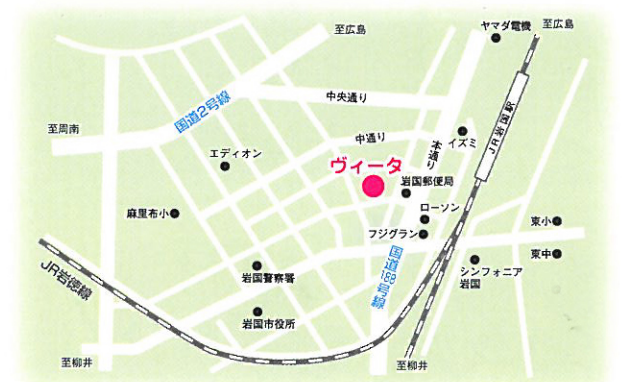 ヤマダ電機
至広島
至広島
中央通り
国道2号線
JR岩国駅
至周南
中通り
本通り
イズミ
エディオン
ヴィータ
岩国郵便局
麻里布小
ローソン
東小
フジグラン
国道188号線
東中
JR岩徳線
岩国警察署
シンフォニア
岩国
岩国市役所
至柳井
至柳井